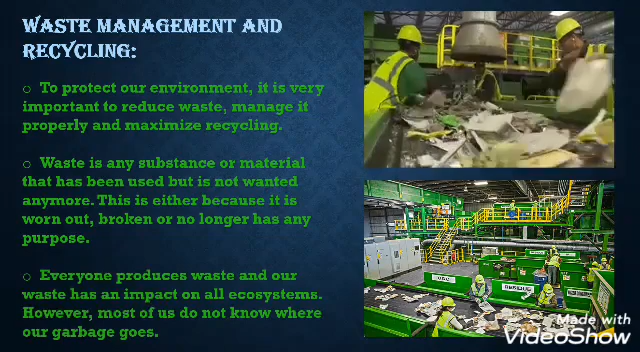 WASTE MANAGEMENT AND
RECYCLING:
o To protect our environment, it is very
important to reduce waste, manage it
properly and maximize recycling.
o Waste is any substance or material
that has been used but is not wanted
anymore. This is either because it is
worn out, broken or no longer has any
purpose.
o Everyone produces waste and our
waste has an impact on all ecosystems.
However, most of us do not know where
our garbage goes.
Made with
VideoShow